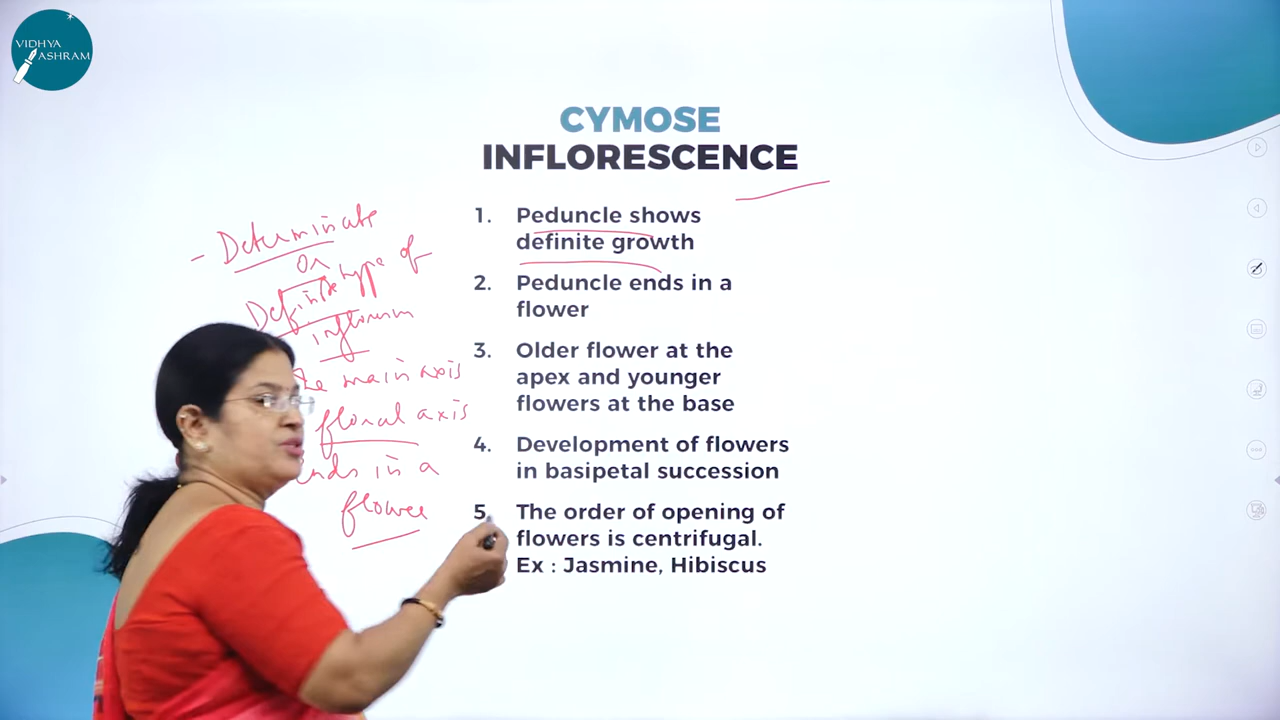 VIDHYA
ASHRAM
CYMOSE
INFLORESCENCE
- Determinate
or
Definite type of
the main axis
floral axis
ends in a
flower
1. Peduncle shows
definite growth
2. Peduncle ends in a
flower
3. Older flower at the
apex and younger
flowers at the base
4. Development of flowers
in basipetal succession
5. The order of opening of
flowers is centrifugal.
Ex : Jasmine, Hibiscus